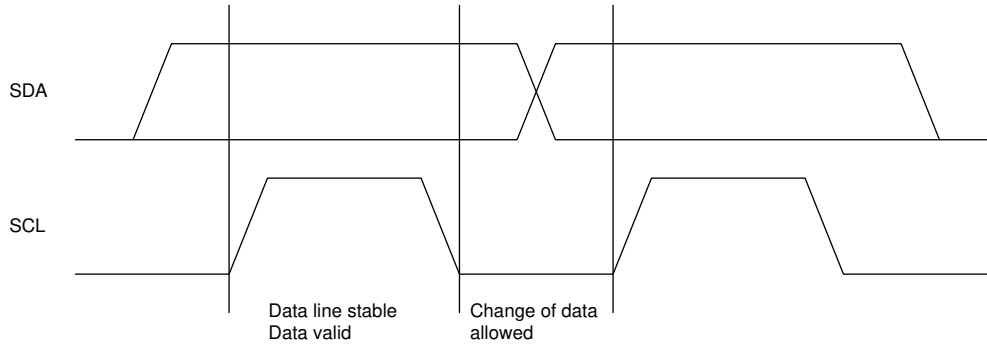 SDA
SCL
Data line stable
Data valid
Change of data
allowed